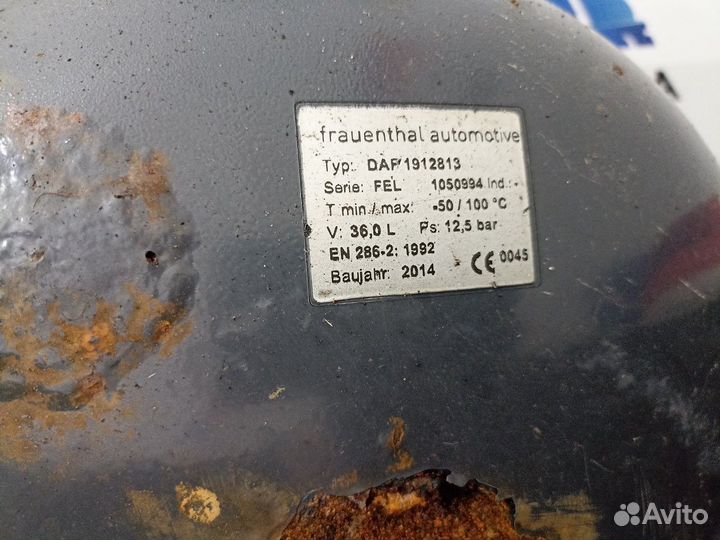 frauenthal automotive
Typ: DAF 1912813
Serie: FEL 1050994 Ind.: -
T min./max: -50 / 100 °C
V: 36,0 L Ps: 12,5 bar
EN 286-2: 1992
Baujahr: 2014 CE 0045
Avito